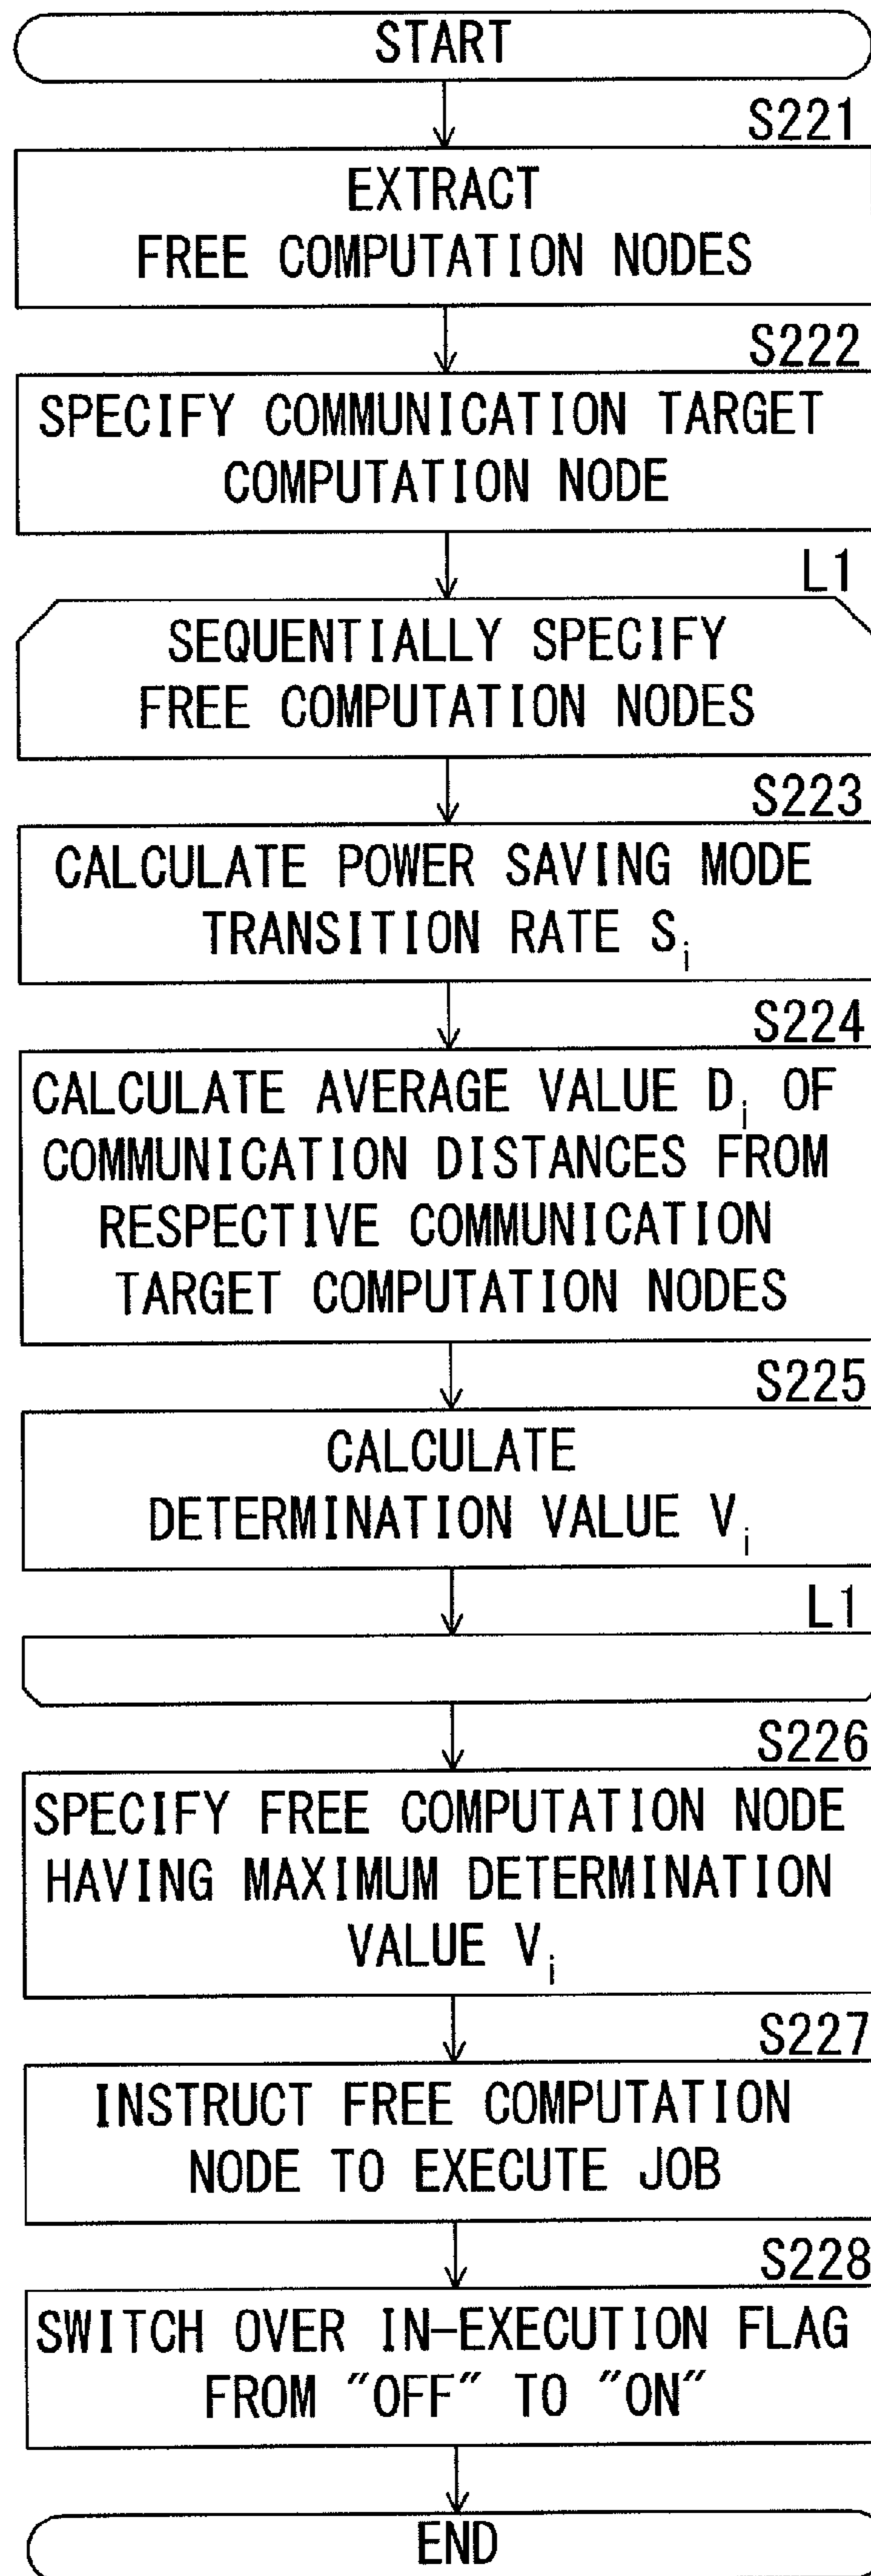 START
S221
EXTRACT
FREE COMPUTATION NODES
S222
SPECIFY COMMUNICATION TARGET
COMPUTATION NODE
L1
SEQUENTIALLY SPECIFY
FREE COMPUTATION NODES
S223
CALCULATE POWER SAVING MODE
TRANSITION RATE Si
S224
CALCULATE AVERAGE VALUE Di OF
COMMUNICATION DISTANCES FROM
RESPECTIVE COMMUNICATION
TARGET COMPUTATION NODES
S225
CALCULATE
DETERMINATION VALUE Vi
L1
S226
SPECIFY FREE COMPUTATION NODE
HAVING MAXIMUM DETERMINATION
VALUE Vi
S227
INSTRUCT FREE COMPUTATION
NODE TO EXECUTE JOB
S228
SWITCH OVER IN-EXECUTION FLAG
FROM "OFF" TO "ON"
END